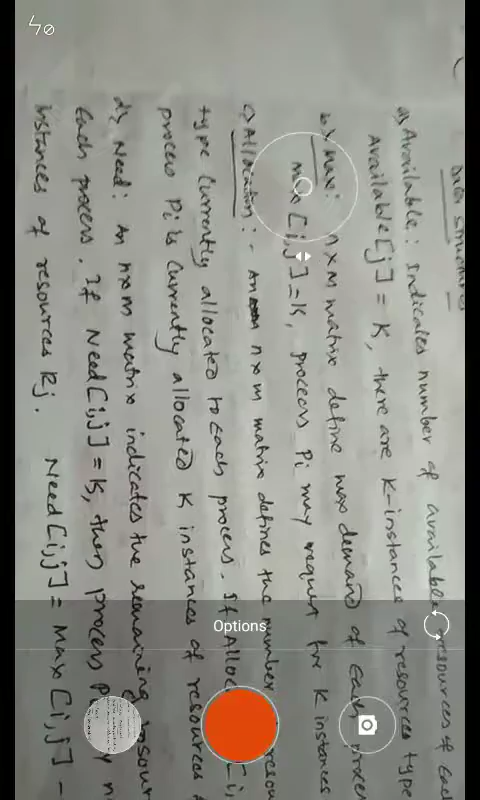 Data structures
a) Available: Indicates number of available resources of each
Available[j] = K, there are K-instances of resources type
b) Max: n×m matrix define max demand of each process
max [i,j]=K, process Pi may request for K instances
c) Allocation:- An n×m matrix defines the number resou
type currently allocated to each process. If Alloc [i,
process Pi is currently allocated K instances of resources
d) Need: An n×m matrix indicates the remaining resour
each process. If Need[i,j]=K, then process P
instances of resources Rj. Need[i,j] = Max [i,j] -
Options